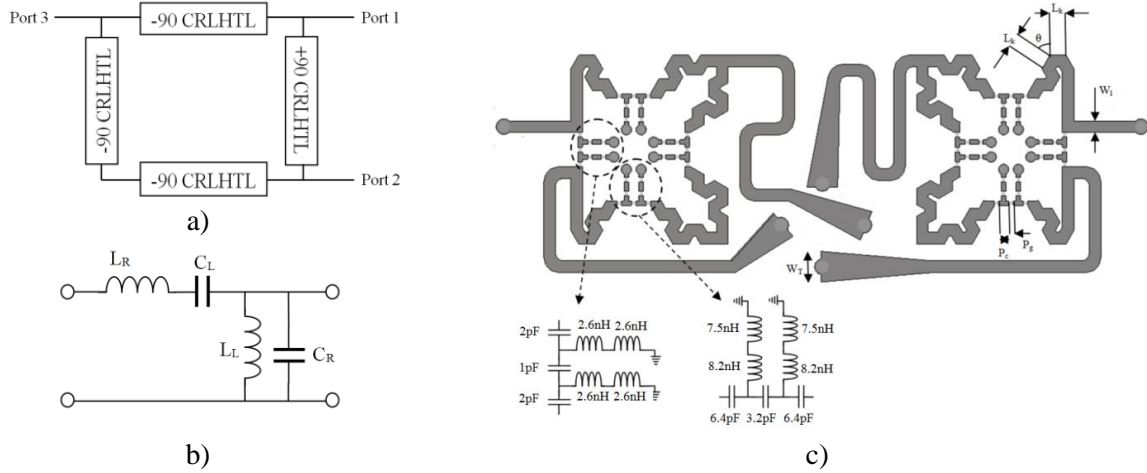 Port 3
-90 CRLHTL
Port 1
-90 CRLHTL
+90 CRLHTL
-90 CRLHTL
Port 2
a)
L_R
C_L
L_L
C_R
b)
L_k
L_k
θ
W_1
P_c
P_g
W_T
2pF
2.6nH 2.6nH
1pF
2.6nH 2.6nH
2pF
7.5nH 7.5nH
8.2nH 8.2nH
6.4pF 3.2pF 6.4pF
c)